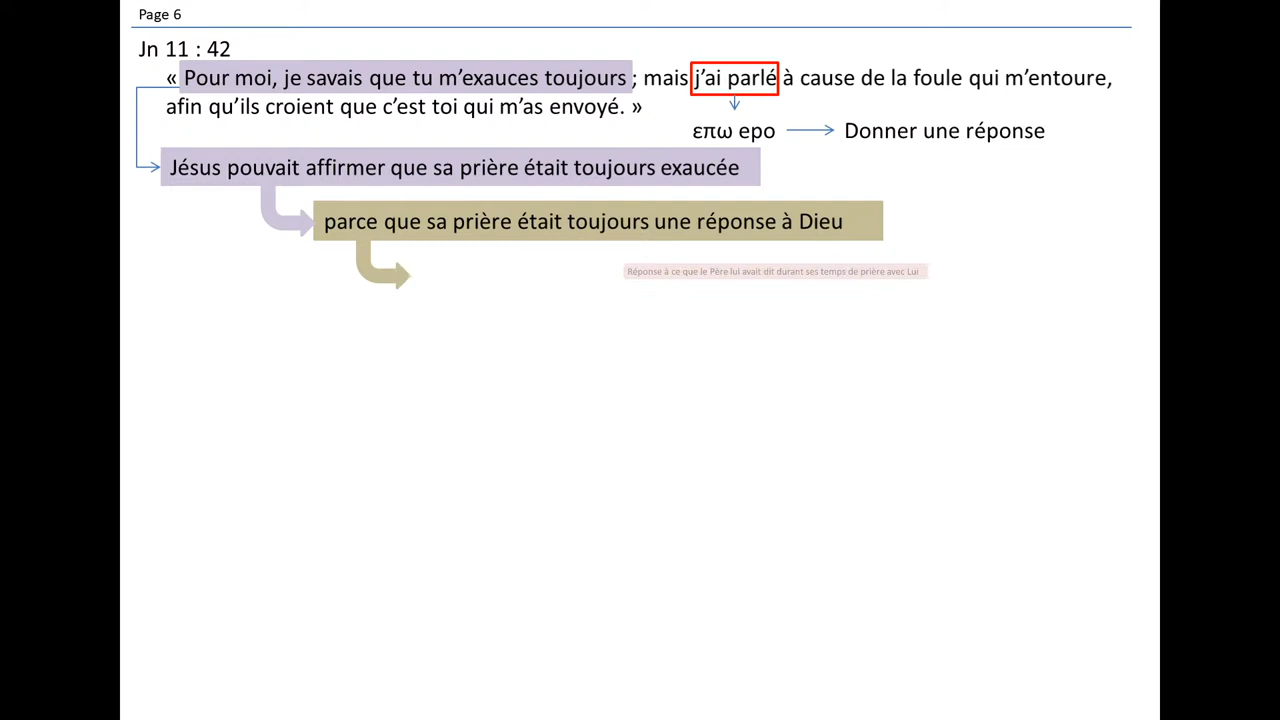 Page 6
Jn 11 : 42
« Pour moi, je savais que tu m’exauces toujours ; mais j’ai parlé à cause de la foule qui m’entoure,
afin qu’ils croient que c’est toi qui m’as envoyé. »
επω epo Donner une réponse
Jésus pouvait affirmer que sa prière était toujours exaucée
parce que sa prière était toujours une réponse à Dieu
Réponse à ce que le Père lui avait dit durant ses temps de prière avec Lui